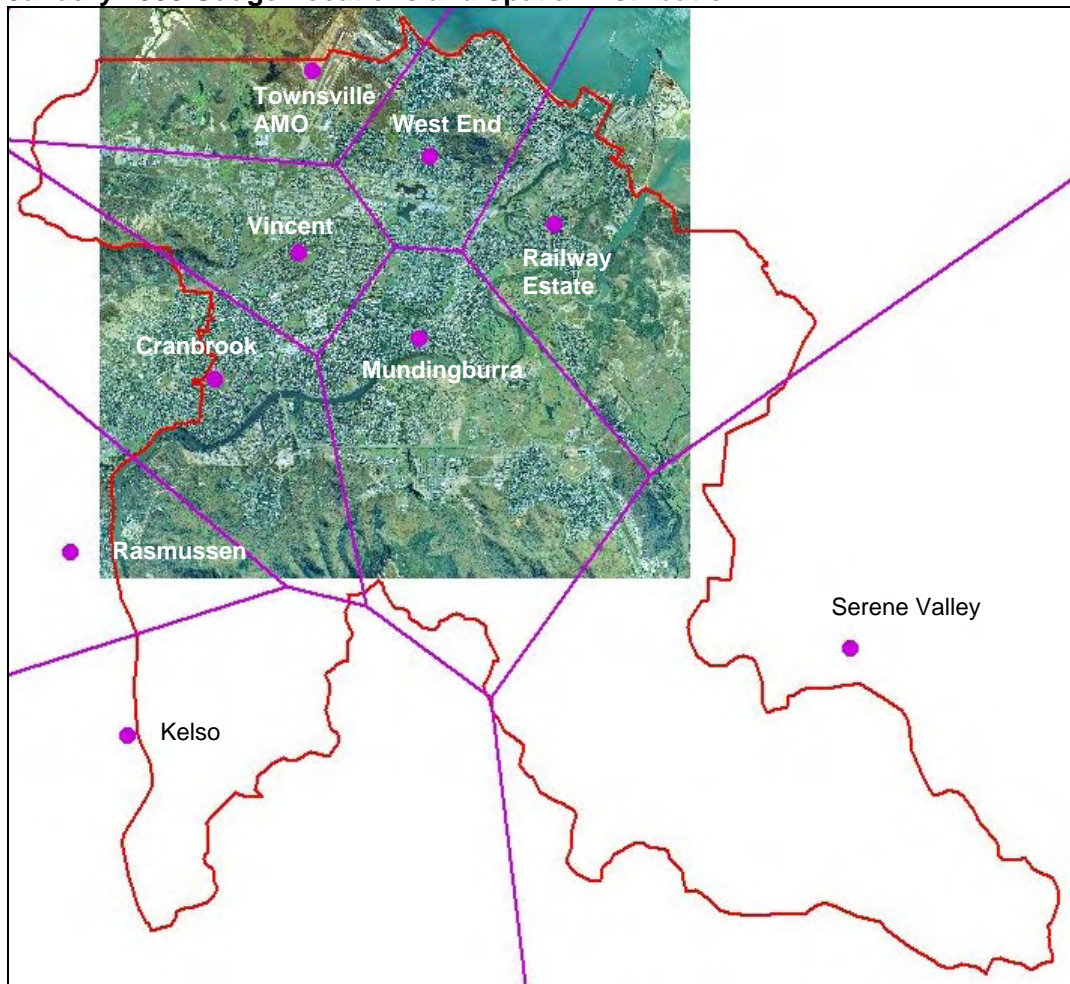 Townsville
AMO
West End
Vincent
Railway
Estate
Cranbrook
Mundingburra
Rasmussen
Serene Valley
Kelso